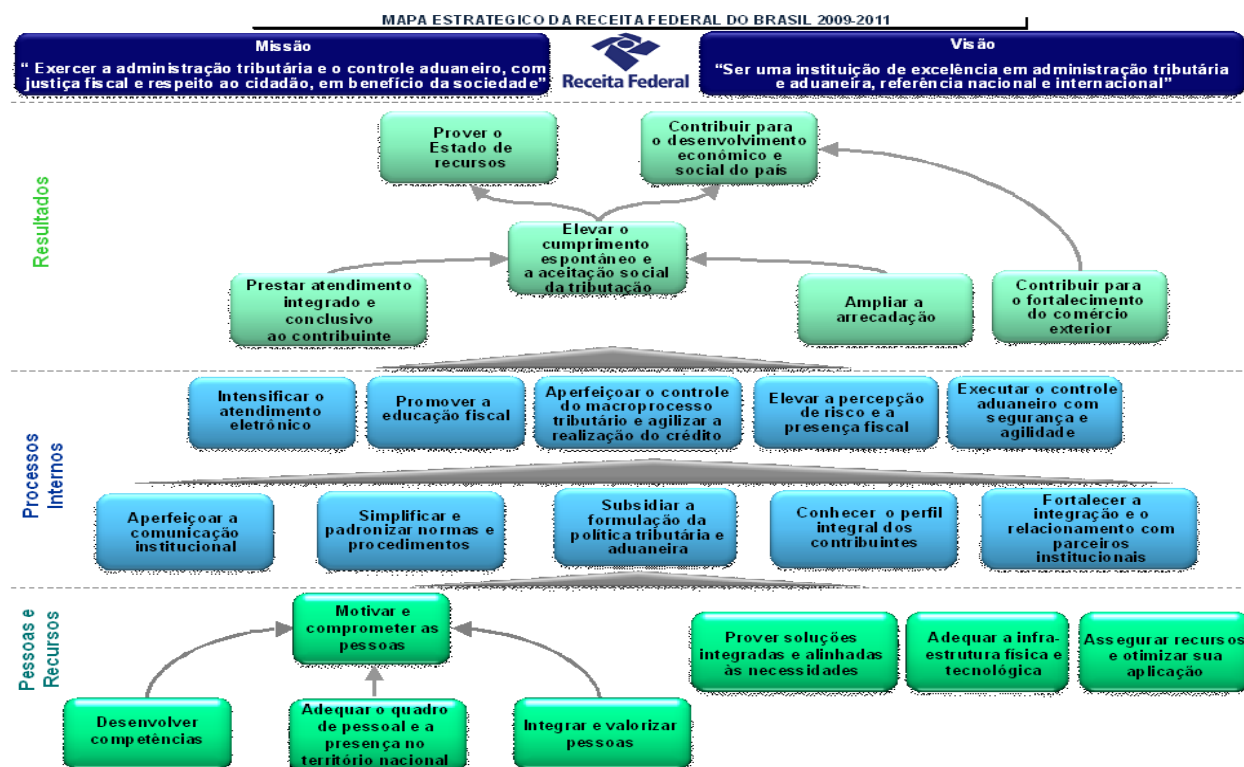 MAPA ESTRATEGICO DA RECEITA FEDERAL DO BRASIL 2009-2011
Missão
“ Exercer a administração tributária e o controle aduaneiro, com
justiça fiscal e respeito ao cidadão, em benefício da sociedade”
Receita Federal
Visão
“Ser uma instituição de excelência em administração tributária
e aduaneira, referência nacional e internacional”
Resultados
Prover o
Estado de
recursos
Contribuir para
o desenvolvimento
econômico e
social do país
Elevar o
cumprimento
espontâneo e
a aceitação social
da tributação
Prestar atendimento
integrado e
conclusivo
ao contribuinte
Ampliar a
arrecadação
Contribuir para
o fortalecimento
do comércio
exterior
Processos
Internos
Intensificar o
atendimento
eletrônico
Promover a
educação fiscal
Aperfeiçoar o controle
do macroprocesso
tributário e agilizar a
realização do crédito
Elevar a percepção
de risco e a
presença fiscal
Executar o controle
aduaneiro com
segurança e
agilidade
Aperfeiçoar a
comunicação
institucional
Simplificar e
padronizar normas e
procedimentos
Subsidiar a
formulação da
política tributária e
aduaneira
Conhecer o perfil
integral dos
contribuintes
Fortalecer a
integração e o
relacionamento com
parceiros
institucionais
Pessoas e
Recursos
Motivar e
comprometer as
pessoas
Prover soluções
integradas e alinhadas
às necessidades
Adequar a infra-
estrutura física e
tecnológica
Assegurar recursos
e otimizar sua
aplicação
Desenvolver
competências
Adequar o quadro
de pessoal e a
presença no
território nacional
Integrar e valorizar
pessoas